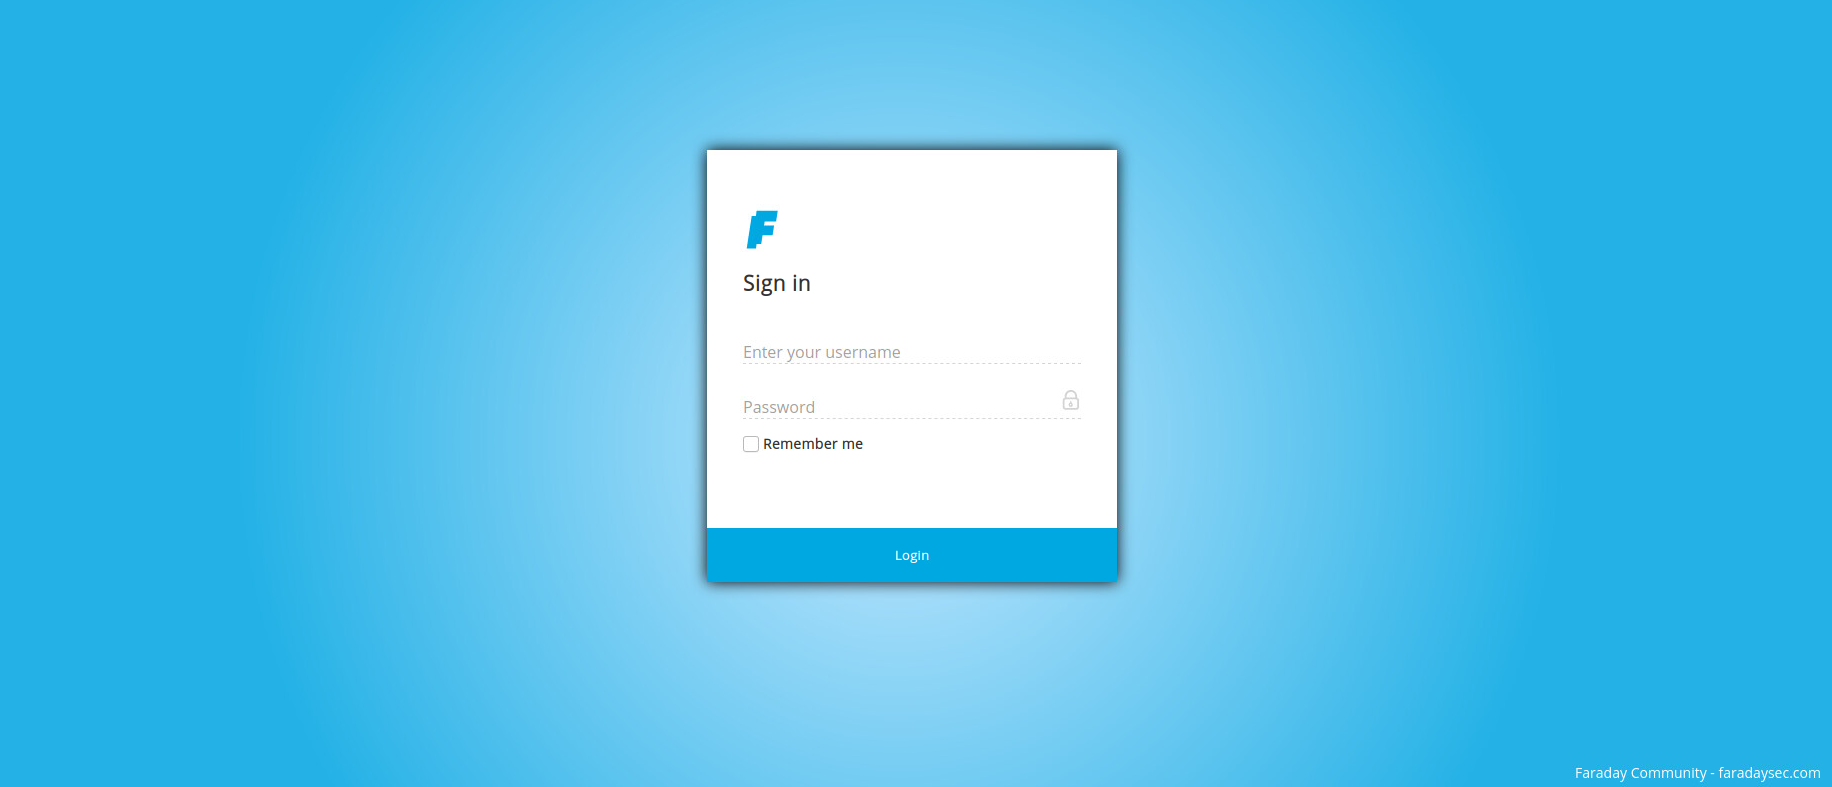 F
Sign in
Enter your username
Password
Remember me
Login
Faraday Community - faradaysec.com